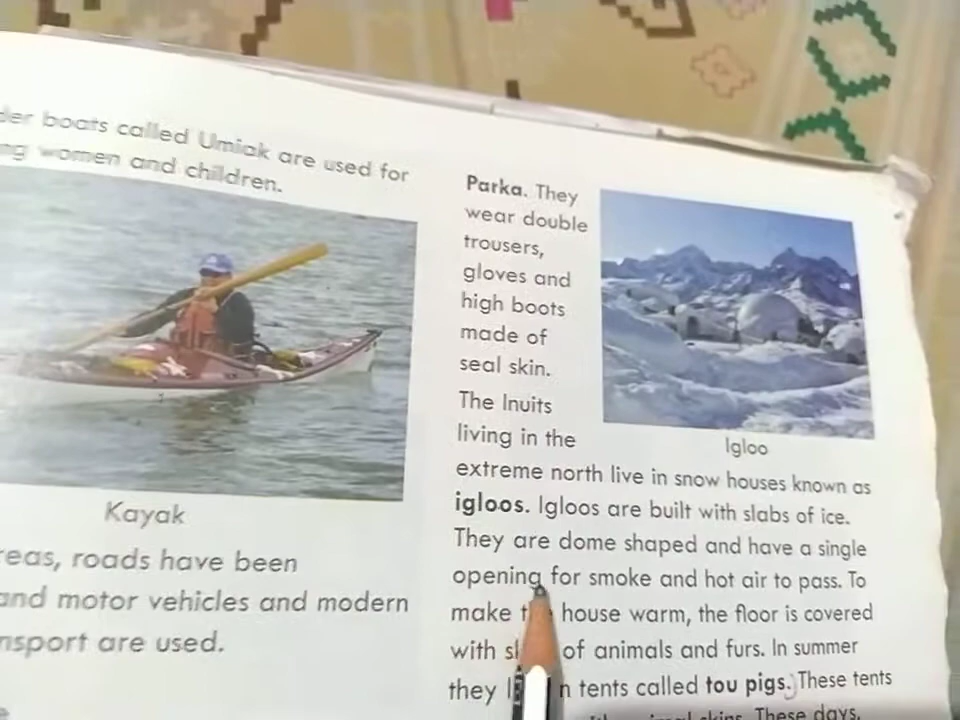 der boats called Umiak are used for
ng women and children.
Kayak
reas, roads have been
and motor vehicles and modern
nsport are used.
Parka. They
wear double
trousers,
gloves and
high boots
made of
seal skin.
The Inuits
living in the
Igloo
extreme north live in snow houses known as
igloos. Igloos are built with slabs of ice.
They are dome shaped and have a single
opening for smoke and hot air to pass. To
make house warm, the floor is covered
with of animals and furs. In summer
they tents called tou pigs. These tents
skins. These days,